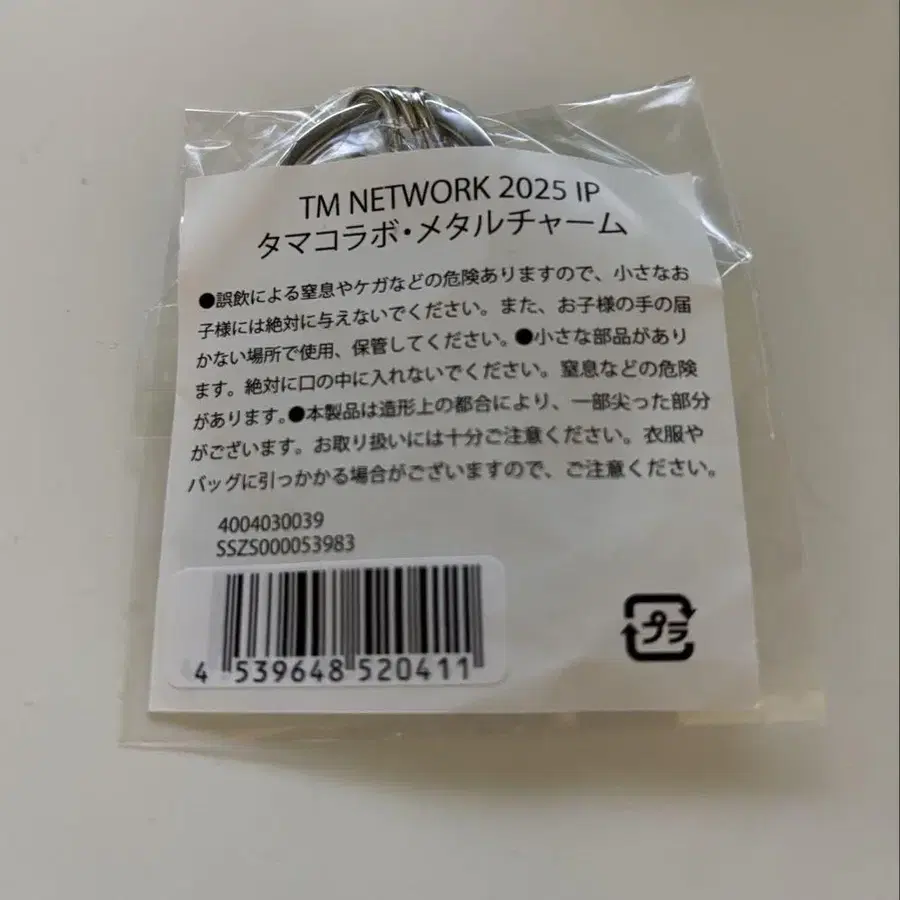 TM NETWORK 2025 IP
タマコラボ・メタルチャーム
●誤飲による窒息やケガなどの危険ありますので、小さなお
子様には絶対に与えないでください。また、お子様の手の届
かない場所で使用、保管してください。●小さな部品があり
ます。絶対に口の中に入れないでください。窒息などの危険
があります。●本製品は造形上の都合により、一部尖った部分
がございます。お取り扱いには十分ご注意ください。衣服や
バッグに引っかかる場合がございますので、ご注意ください。
4004030039
SSZS000053983
4 539648 520411
プラ